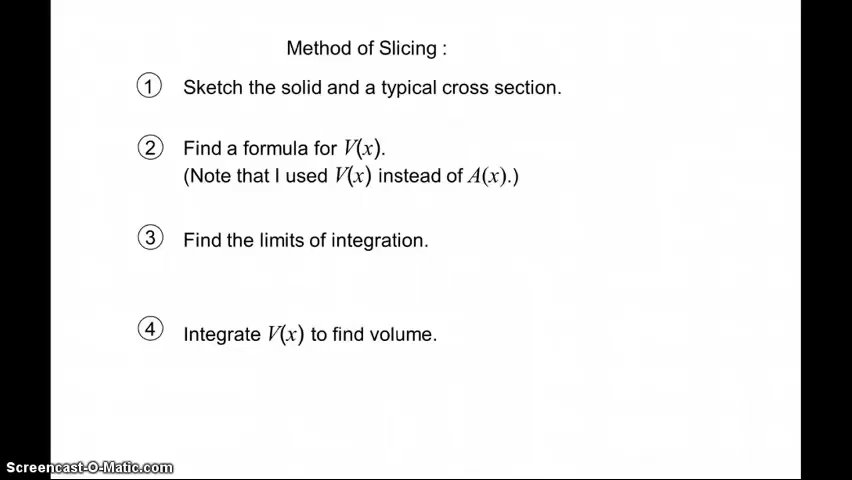 Method of Slicing :
1 Sketch the solid and a typical cross section.
2 Find a formula for V(x).
(Note that I used V(x) instead of A(x).)
3 Find the limits of integration.
4 Integrate V(x) to find volume.
Screencast-O-Matic.com